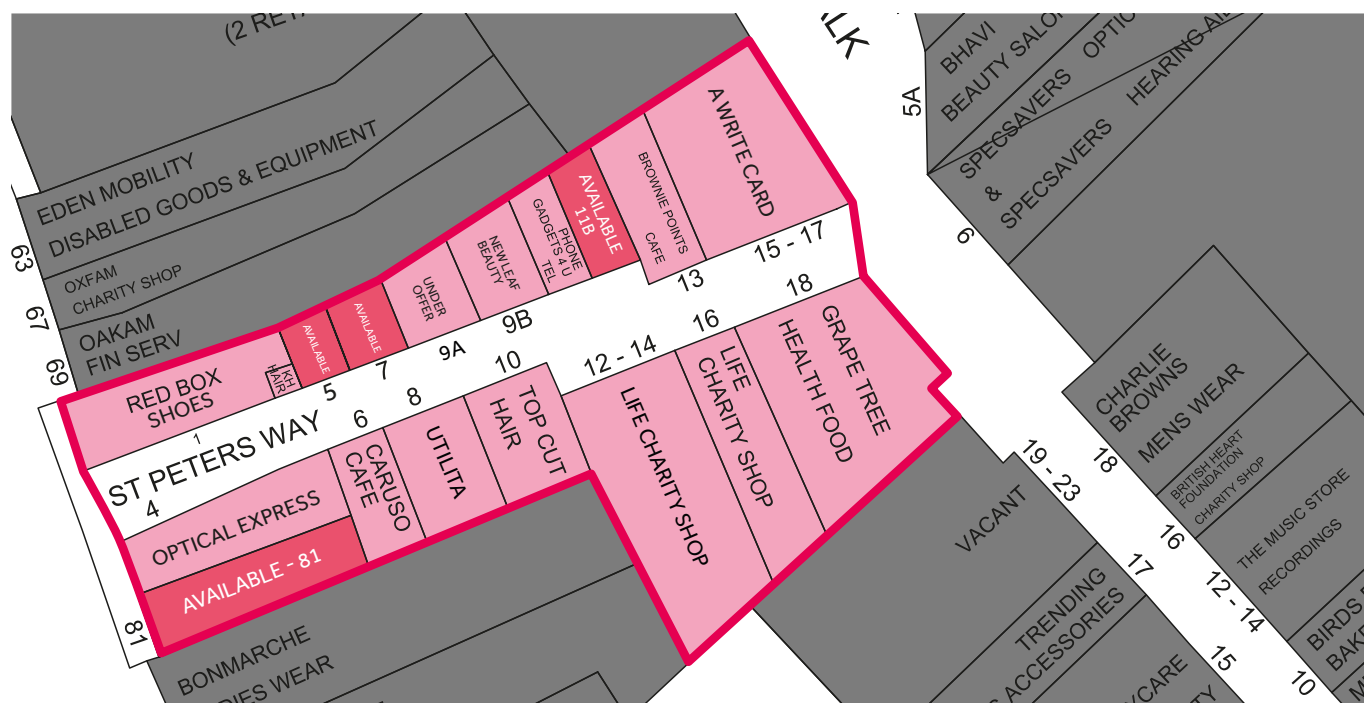 (2 RETA
ALK
EDEN MOBILITY
DISABLED GOODS & EQUIPMENT
OXFAM
CHARITY SHOP
OAKAM
FIN SERV
63
67
69
RED BOX
SHOES
KH
HAIR
AVAILABLE
AVAILABLE
UNDER
OFFER
NEW LEAF
BEAUTY
PHONE
GADGETS 4 U
TEL
AVAILABLE
11B
BROWNIE POINTS
CAFE
A WRITE CARD
1
5
7
9A
9B
13
15 - 17
ST PETERS WAY
4
6
8
10
12 - 14
16
18
OPTICAL EXPRESS
AVAILABLE - 81
81
CARUSO
CAFE
UTILITA
TOP CUT
HAIR
LIFE CHARITY SHOP
LIFE
CHARITY SHOP
GRAPE TREE
HEALTH FOOD
BONMARCHE
DIES WEAR
5A
BHAVI
BEAUTY SALO
SPECSAVERS OPTIC
&
SPECSAVERS HEARING AID
6
CHARLIE
BROWNS
MENS WEAR
18
BRITISH HEART
FOUNDATION
CHARITY SHOP
16
THE MUSIC STORE
RECORDINGS
12 - 14
BIRDS
BAK
10
19 - 23
VACANT
17
TRENDING
S ACCESSORIES
15
YCARE
TY